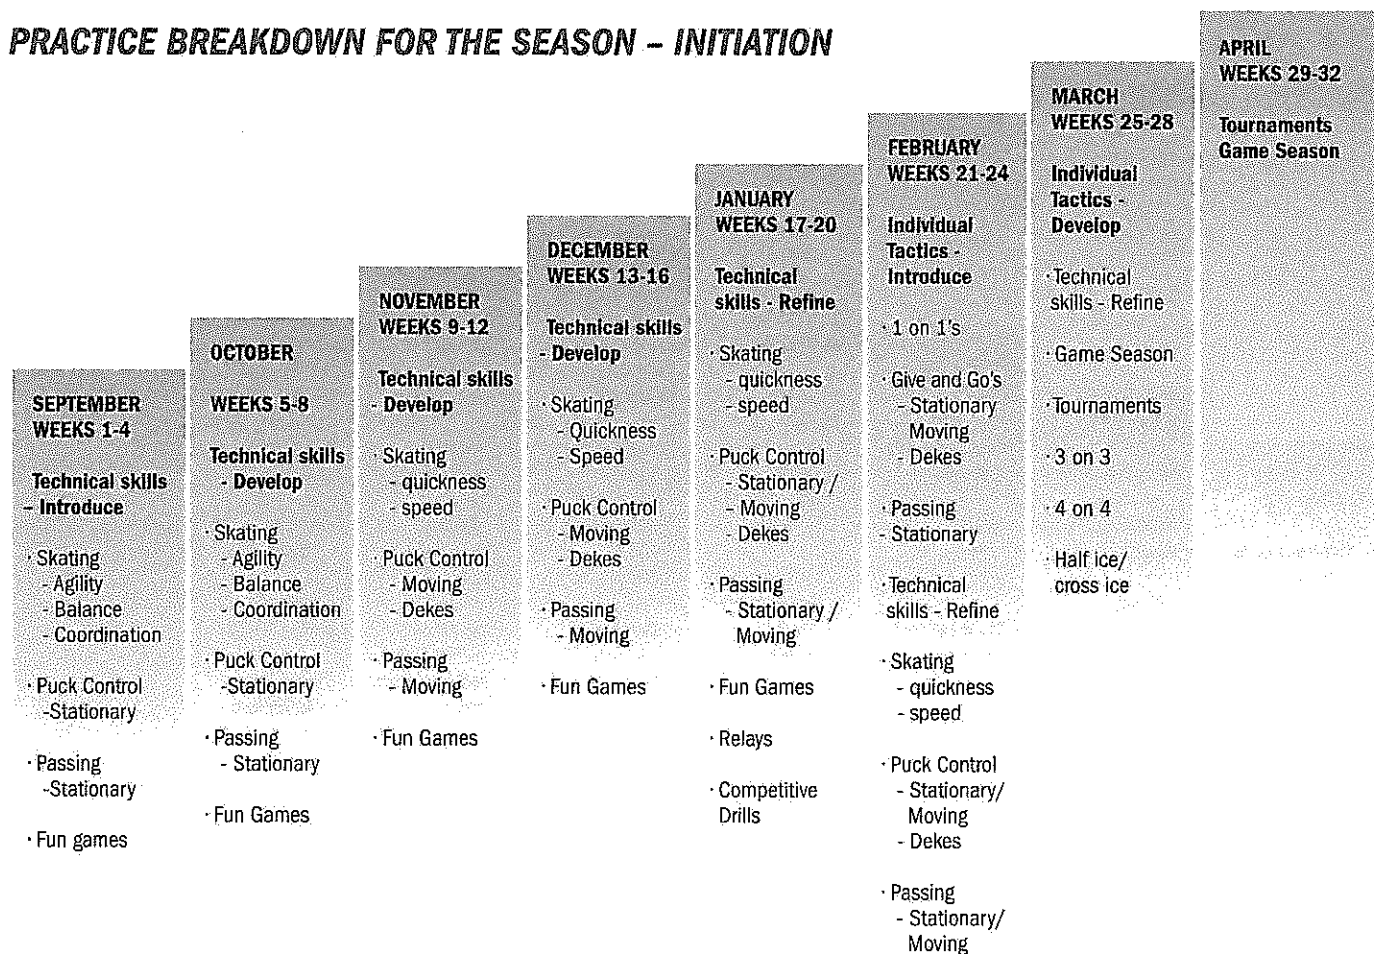 PRACTICE BREAKDOWN FOR THE SEASON – INITIATION
SEPTEMBER
WEEKS 1-4
Technical skills
– Introduce
· Skating
- Agility
- Balance
- Coordination
· Puck Control
-Stationary
· Passing
-Stationary
· Fun games
OCTOBER
WEEKS 5-8
Technical skills
- Develop
· Skating
- Agility
- Balance
- Coordination
· Puck Control
-Stationary
· Passing
- Stationary
· Fun Games
NOVEMBER
WEEKS 9-12
Technical skills
- Develop
· Skating
- quickness
- speed
· Puck Control
- Moving
- Dekes
· Passing
- Moving
· Fun Games
DECEMBER
WEEKS 13-16
Technical skills
- Develop
· Skating
- Quickness
- Speed
· Puck Control
- Moving
- Dekes
· Passing
- Moving
· Fun Games
JANUARY
WEEKS 17-20
Technical
skills - Refine
· Skating
- quickness
- speed
· Puck Control
- Stationary /
- Moving
- Dekes
· Passing
- Stationary /
Moving
· Fun Games
· Relays
· Competitive
Drills
FEBRUARY
WEEKS 21-24
Individual
Tactics -
Introduce
· 1 on 1's
· Give and Go's
- Stationary
Moving
- Dekes
· Passing
- Stationary
· Technical
skills - Refine
· Skating
- quickness
- speed
· Puck Control
- Stationary/
Moving
- Dekes
· Passing
- Stationary/
Moving
MARCH
WEEKS 25-28
Individual
Tactics -
Develop
· Technical
skills - Refine
· Game Season
· Tournaments
· 3 on 3
· 4 on 4
· Half ice/
cross ice
APRIL
WEEKS 29-32
Tournaments
Game Season